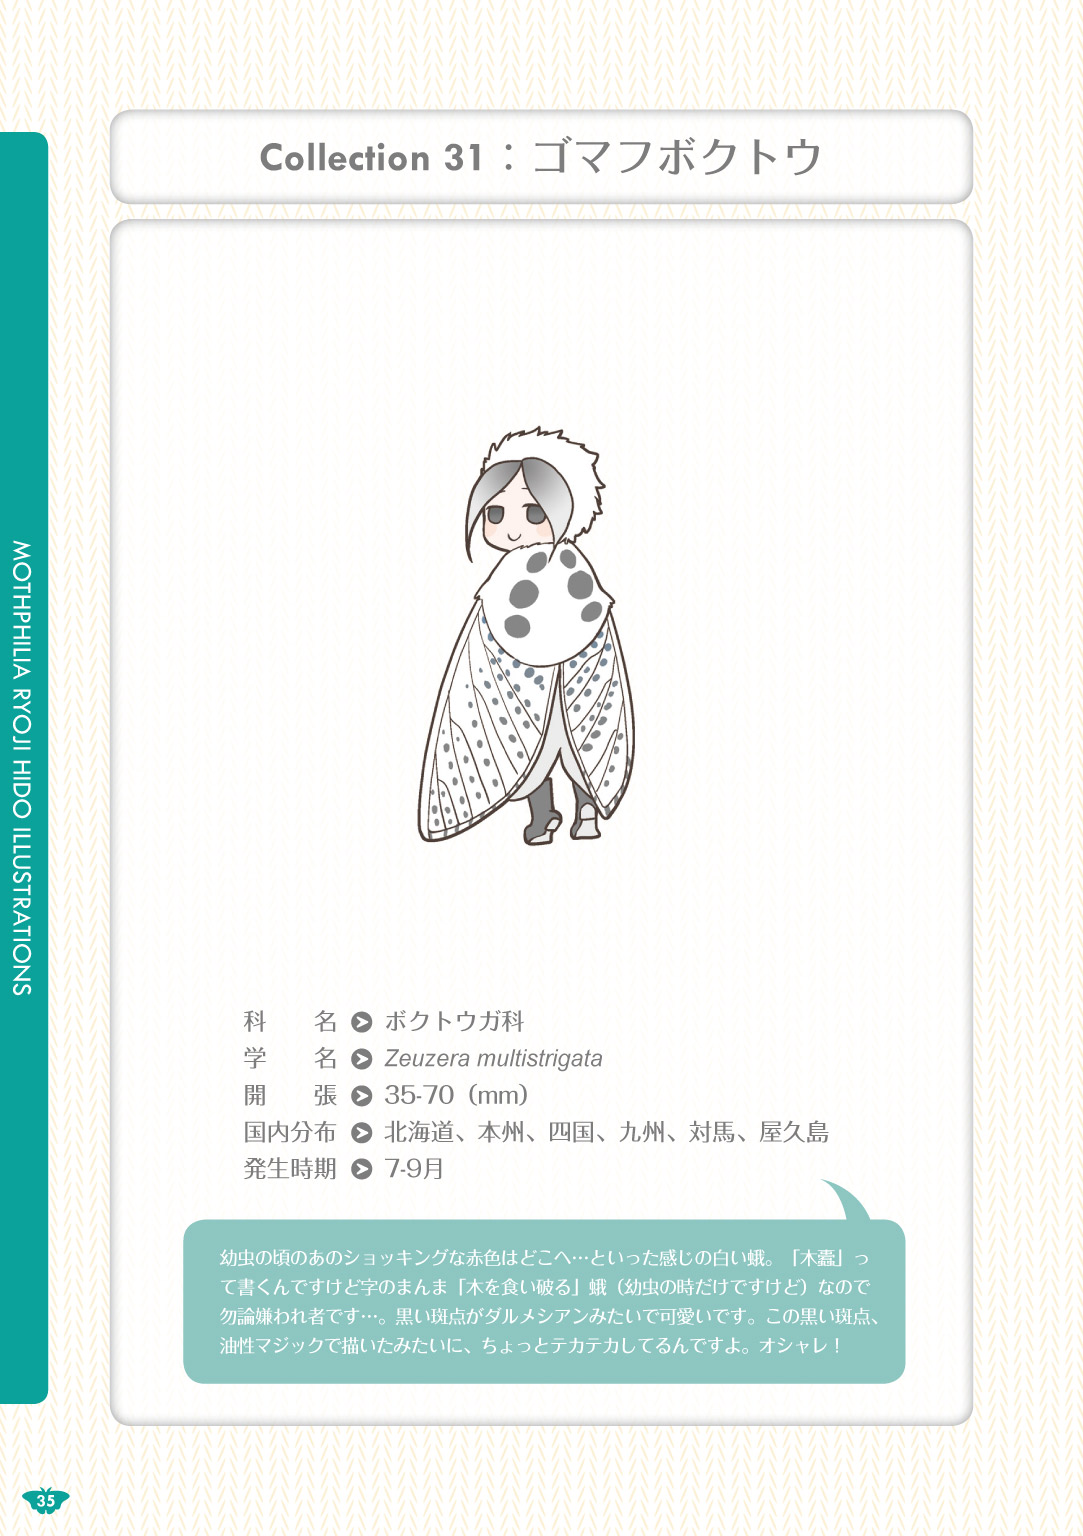 Collection 31：ゴマフボクトウ
MOTHPHILIA RYOJI HIDO ILLUSTRATIONS
科　　名 ボクトウガ科
学　　名 Zeuzera multistrigata
開　　張 35-70（mm）
国内分布 北海道、本州、四国、九州、対馬、屋久島
発生時期 7-9月
幼虫の頃のあのショッキングな赤色はどこへ…といった感じの白い蛾。「木蠹」っ
て書くんですけど字のまんま「木を食い破る」蛾（幼虫の時だけですけど）なので
勿論嫌われ者です…。黒い斑点がダルメシアンみたいで可愛いです。この黒い斑点、
油性マジックで描いたみたいに、ちょっとテカテカしてるんですよ。オシャレ！
35